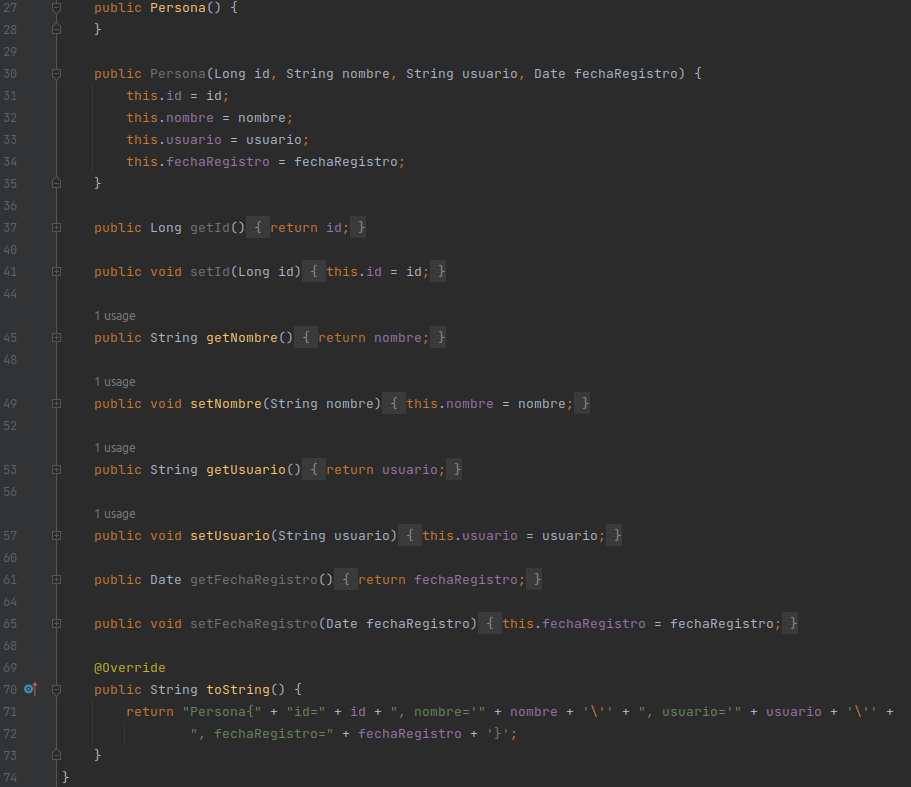 27 public Persona() {
28 }
29
30 public Persona(Long id, String nombre, String usuario, Date fechaRegistro) {
31 this.id = id;
32 this.nombre = nombre;
33 this.usuario = usuario;
34 this.fechaRegistro = fechaRegistro;
35 }
36
37 public Long getId() { return id; }
40
41 public void setId(Long id) { this.id = id; }
44
1 usage
45 public String getNombre() { return nombre; }
48
1 usage
49 public void setNombre(String nombre) { this.nombre = nombre; }
52
1 usage
53 public String getUsuario() { return usuario; }
56
1 usage
57 public void setUsuario(String usuario) { this.usuario = usuario; }
60
61 public Date getFechaRegistro() { return fechaRegistro; }
64
65 public void setFechaRegistro(Date fechaRegistro) { this.fechaRegistro = fechaRegistro; }
68
69 @Override
70 public String toString() {
71 return "Persona{" + "id=" + id + ", nombre='" + nombre + '\'' + ", usuario='" + usuario + '\'' +
72 ", fechaRegistro=" + fechaRegistro + '}';
73 }
74 }